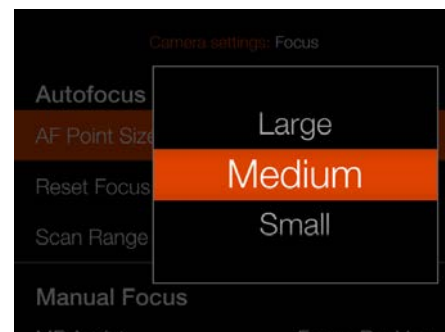 Camera settings: Focus
Autofocus
AF Point Size
Large
Medium
Reset Focus
Small
Scan Range
Manual Focus